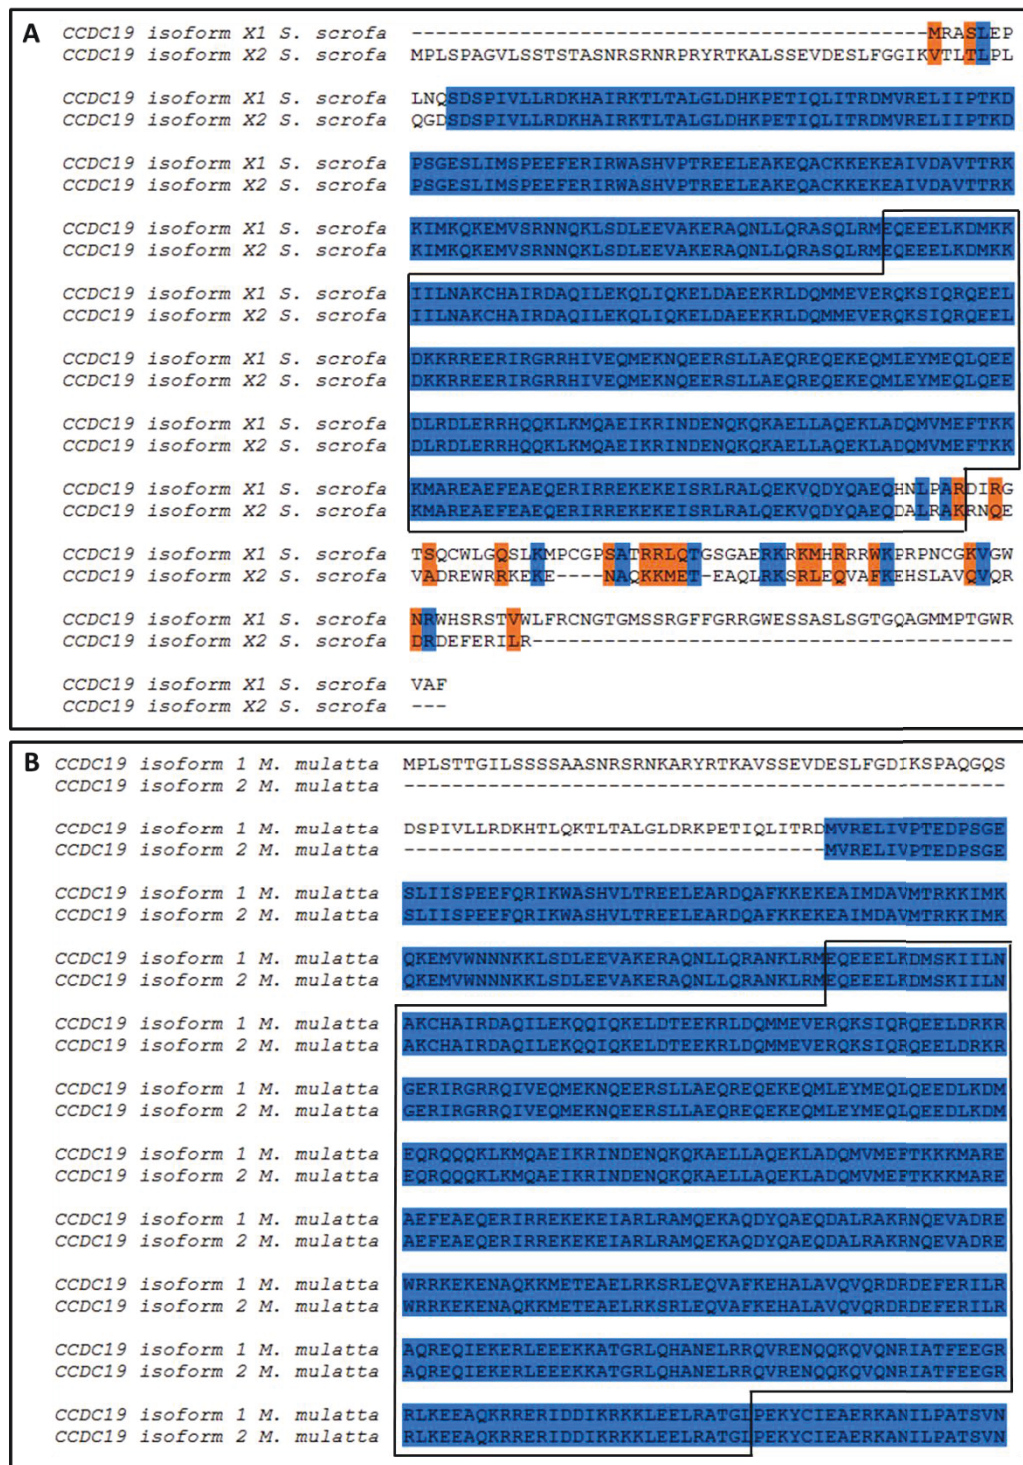 A
CCDC19 isoform X1 S. scrofa -------------------------------------------MRASLEP
CCDC19 isoform X2 S. scrofa MPLSPAGVLSSTSTASNRSRNRPRYRTKALSSEVDESLFGGIKVTLTLPL
CCDC19 isoform X1 S. scrofa LNQSDSPIVLLRDKHAIRKTLTALGLDHKPETIQLITRDMVRELIIPTKD
CCDC19 isoform X2 S. scrofa QGDSDSPIVLLRDKHAIRKTLTALGLDHKPETIQLITRDMVRELIIPTKD
CCDC19 isoform X1 S. scrofa PSGESLIMSPEEFERIRWASHVPTREELEAKEQACKKEKEAIVDAVTTRK
CCDC19 isoform X2 S. scrofa PSGESLIMSPEEFERIRWASHVPTREELEAKEQACKKEKEAIVDAVTTRK
CCDC19 isoform X1 S. scrofa KIMKQKEMVSRNNQKLSDLEEVAKERAQNLLQRASQLRMEQEEELKDMKK
CCDC19 isoform X2 S. scrofa KIMKQKEMVSRNNQKLSDLEEVAKERAQNLLQRASQLRMEQEEELKDMKK
CCDC19 isoform X1 S. scrofa IILNAKCHAIRDAQILEKQLIQKELDAEEKRLDQMMEVERQKSIQRQEEL
CCDC19 isoform X2 S. scrofa IILNAKCHAIRDAQILEKQLIQKELDAEEKRLDQMMEVERQKSIQRQEEL
CCDC19 isoform X1 S. scrofa DKKRREERIRGRRHIVEQMEKNQEERSLLAEQREQEKEQMLEYMEQLQEE
CCDC19 isoform X2 S. scrofa DKKRREERIRGRRHIVEQMEKNQEERSLLAEQREQEKEQMLEYMEQLQEE
CCDC19 isoform X1 S. scrofa DLRDLERRHQQKLKMQAEIKRINDENQKQKAELLAQEKLADQMVMEFTKK
CCDC19 isoform X2 S. scrofa DLRDLERRHQQKLKMQAEIKRINDENQKQKAELLAQEKLADQMVMEFTKK
CCDC19 isoform X1 S. scrofa KMAREAEFEAEQERIRREKEKEISRLRALQEKVQDYQAEQHNLPARDIRG
CCDC19 isoform X2 S. scrofa KMAREAEFEAEQERIRREKEKEISRLRALQEKVQDYQAEQDALRAKRNQE
CCDC19 isoform X1 S. scrofa TSQCWLGQSLKMPCGPSATRRLQTGSGAERKRKMHRRRWKPRPNCGKVGW
CCDC19 isoform X2 S. scrofa VADREWRRKEKE----NAQKKMET-EAQLRKSRLEQVAFKEHSLAVQVQR
CCDC19 isoform X1 S. scrofa NRWHSRSTVWLFRCNGTGMSSRGFFGRRGWESSASLSGTGQAGMMPTGWR
CCDC19 isoform X2 S. scrofa DRDEFERILR----------------------------------------
CCDC19 isoform X1 S. scrofa VAF
CCDC19 isoform X2 S. scrofa ---
B
CCDC19 isoform 1 M. mulatta MPLSTTGILSSSSAASNRSRNKARYRTKAVSSEVDESLFGDIKSPAQGQS
CCDC19 isoform 2 M. mulatta --------------------------------------------------
CCDC19 isoform 1 M. mulatta DSPIVLLRDKHTLQKTLTALGLDRKPETIQLITRDMVRELIVPTEDPSGE
CCDC19 isoform 2 M. mulatta -----------------------------------MVRELIVPTEDPSGE
CCDC19 isoform 1 M. mulatta SLIISPEEFQRIKWASHVLTREELEARDQAFKKEKEAIMDAVMTRKKIMK
CCDC19 isoform 2 M. mulatta SLIISPEEFQRIKWASHVLTREELEARDQAFKKEKEAIMDAVMTRKKIMK
CCDC19 isoform 1 M. mulatta QKEMVWNNNKKLSDLEEVAKERAQNLLQRANKLRMEQEEELKDMSKIILN
CCDC19 isoform 2 M. mulatta QKEMVWNNNKKLSDLEEVAKERAQNLLQRANKLRMEQEEELKDMSKIILN
CCDC19 isoform 1 M. mulatta AKCHAIRDAQILEKQQIQKELDTEEKRLDQMMEVERQKSIQRQEELDRKR
CCDC19 isoform 2 M. mulatta AKCHAIRDAQILEKQQIQKELDTEEKRLDQMMEVERQKSIQRQEELDRKR
CCDC19 isoform 1 M. mulatta GERIRGRRQIVEQMEKNQEERSLLAEQREQEKEQMLEYMEQLQEEDLKDM
CCDC19 isoform 2 M. mulatta GERIRGRRQIVEQMEKNQEERSLLAEQREQEKEQMLEYMEQLQEEDLKDM
CCDC19 isoform 1 M. mulatta EQRQQQKLKMQAEIKRINDENQKQKAELLAQEKLADQMVMEFTKKKMARE
CCDC19 isoform 2 M. mulatta EQRQQQKLKMQAEIKRINDENQKQKAELLAQEKLADQMVMEFTKKKMARE
CCDC19 isoform 1 M. mulatta AEFEAEQERIRREKEKEIARLRAMQEKAQDYQAEQDALRAKRNQEVADRE
CCDC19 isoform 2 M. mulatta AEFEAEQERIRREKEKEIARLRAMQEKAQDYQAEQDALRAKRNQEVADRE
CCDC19 isoform 1 M. mulatta WRRKEKENAQKKMETEAELRKSRLEQVAFKEHALAVQVQRDRDEFERILR
CCDC19 isoform 2 M. mulatta WRRKEKENAQKKMETEAELRKSRLEQVAFKEHALAVQVQRDRDEFERILR
CCDC19 isoform 1 M. mulatta AQREQIEKERLEEEKKATGRLQHANELRRQVRENQQKQVQNRIATFEEGR
CCDC19 isoform 2 M. mulatta AQREQIEKERLEEEKKATGRLQHANELRRQVRENQQKQVQNRIATFEEGR
CCDC19 isoform 1 M. mulatta RLKEEAQKRRERIDDIKRKKLEELRATGLPEKYCIEAERKANILPATSVN
CCDC19 isoform 2 M. mulatta RLKEEAQKRRERIDDIKRKKLEELRATGLPEKYCIEAERKANILPATSVN